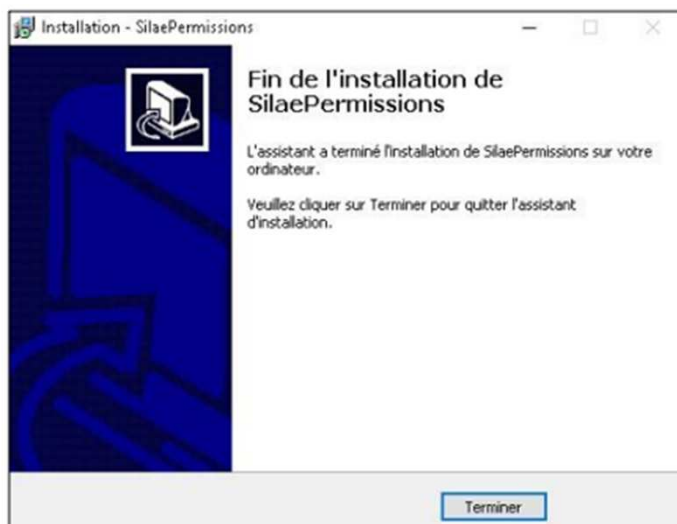 Installation - SilaePermissions
Fin de l'installation de
SilaePermissions
L'assistant a terminé l'installation de SilaePermissions sur votre
ordinateur.
Veuillez cliquer sur Terminer pour quitter l'assistant
d'installation.
Terminer